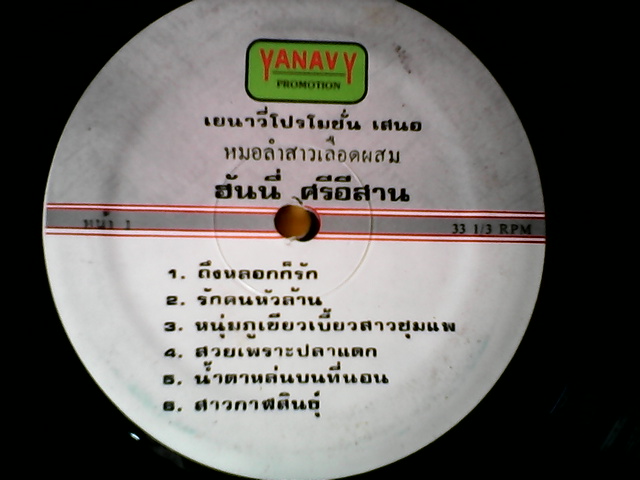 YANAVY
PROMOTION
เยนาวี่โปรโมชั่น เสนอ
หมอลำสาวเลือดผสม
ฮันนี่ ศรีอีสาน
หน้า 1
33 1/3 RPM
1. ถึงหลอกก็รัก
2. รักคนหัวล้าน
3. หนุ่มภูเขียวเบี้ยวสาวชุมแพ
4. สวยเพราะปลาแดก
5. น้ำตาหล่นบนที่นอน
6. สาวกาฬสินธุ์